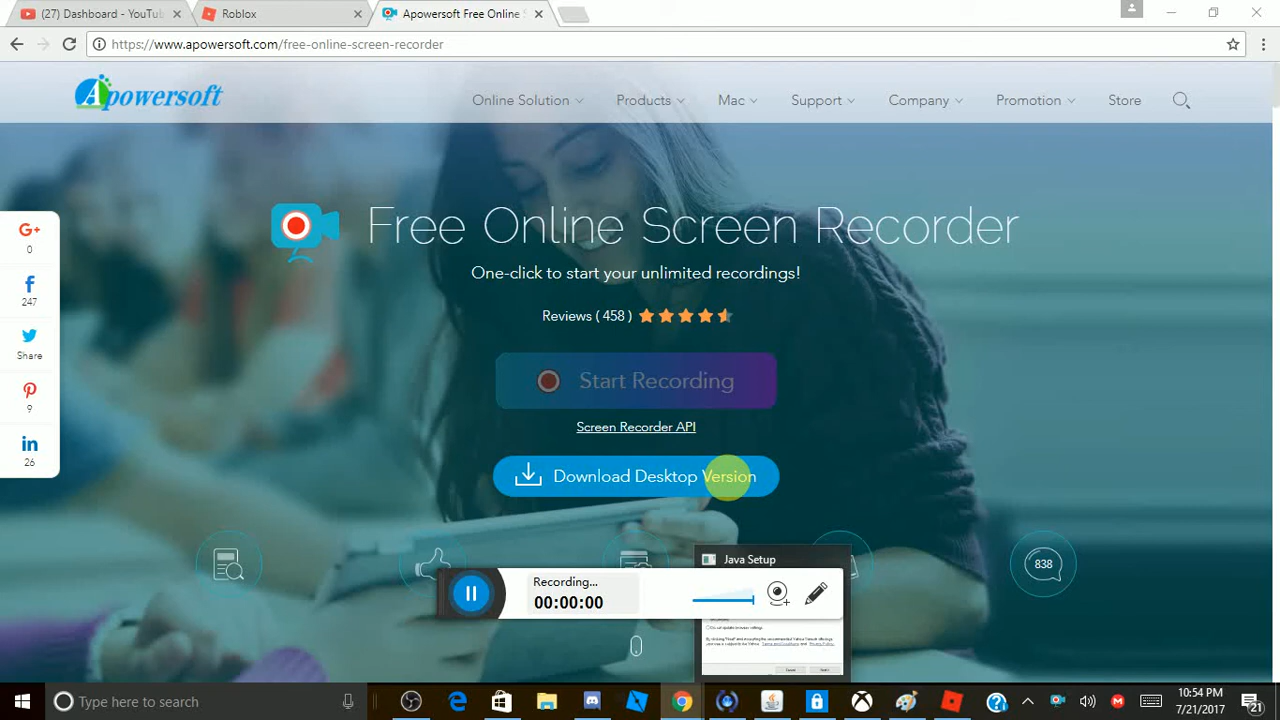 (27) Dashboard - YouTu
Roblox
Apowersoft Free Online S
https://www.apowersoft.com/free-online-screen-recorder
Apowersoft
Online Solution
Products
Mac
Support
Company
Promotion
Store
Free Online Screen Recorder
One-click to start your unlimited recordings!
Reviews ( 458 )
G+
0
247
Share
9
in
26
Start Recording
Screen Recorder API
Download Desktop Version
838
Java Setup
Recording...
00:00:00
Type here to search
10:54 PM
7/21/2017
21